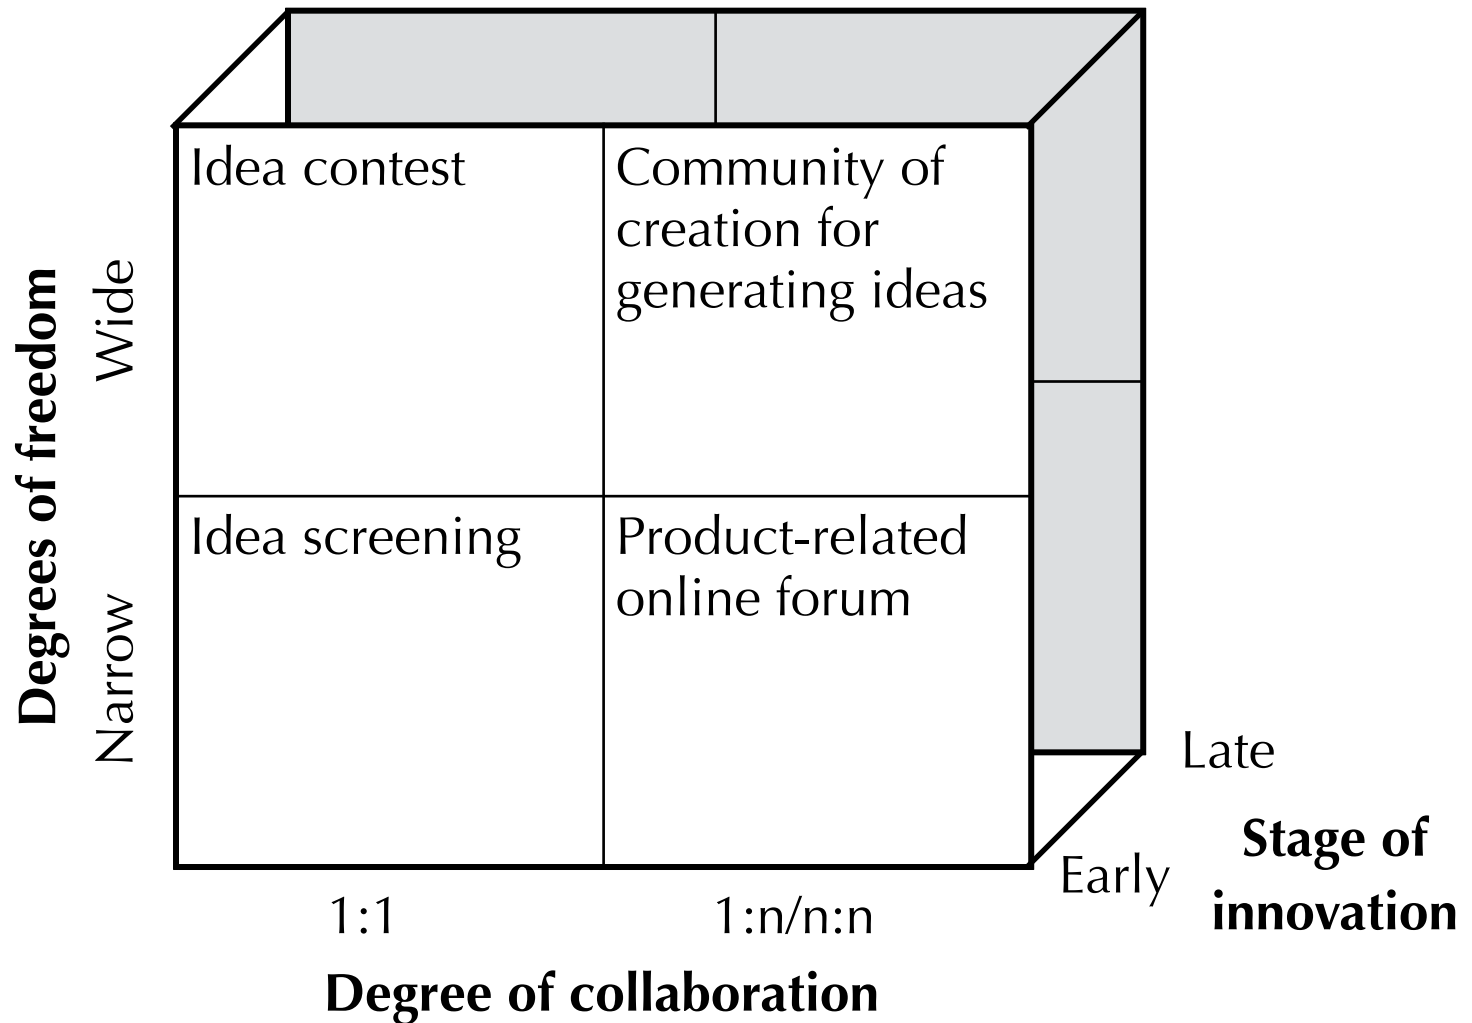 Idea contest
Community of
creation for
generating ideas
Idea screening
Product-related
online forum
Degrees of freedom
Wide
Narrow
Late
Early
Stage of
innovation
1:1
1:n/n:n
Degree of collaboration